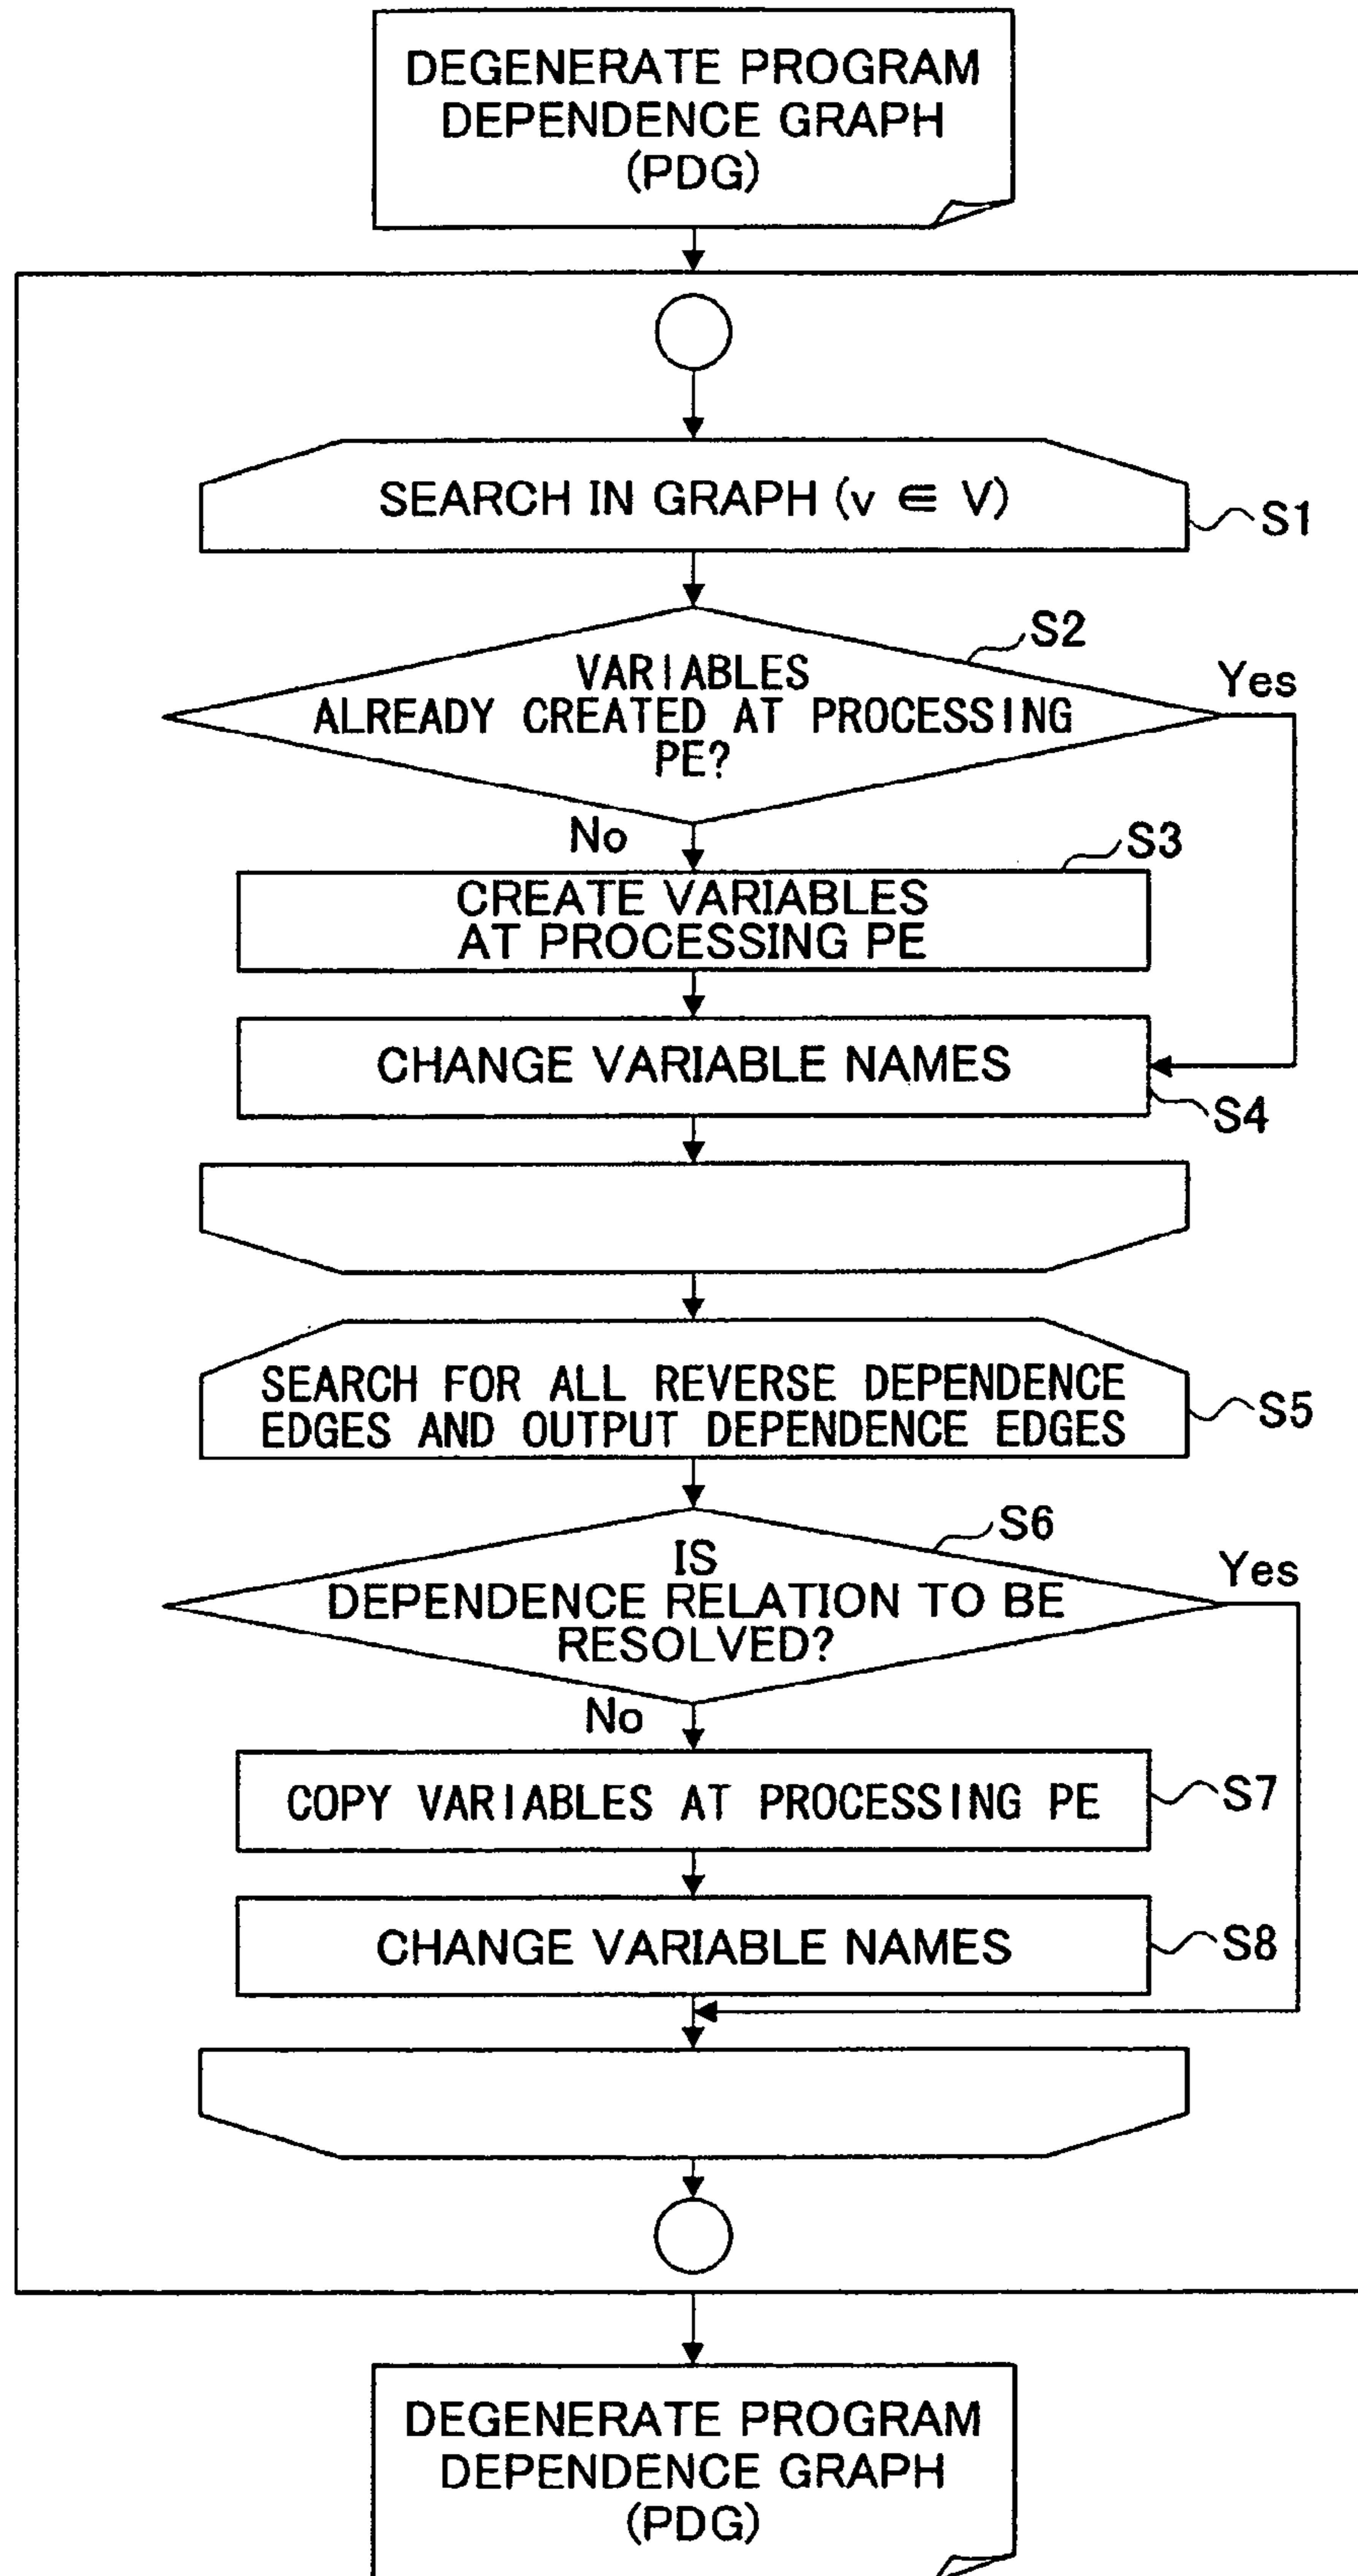 DEGENERATE PROGRAM
DEPENDENCE GRAPH
(PDG)
SEARCH IN GRAPH (v ∈ V)
S1
S2
VARIABLES
ALREADY CREATED AT PROCESSING
PE?
Yes
No
S3
CREATE VARIABLES
AT PROCESSING PE
CHANGE VARIABLE NAMES
S4
SEARCH FOR ALL REVERSE DEPENDENCE
EDGES AND OUTPUT DEPENDENCE EDGES
S5
S6
IS
DEPENDENCE RELATION TO BE
RESOLVED?
Yes
No
COPY VARIABLES AT PROCESSING PE
S7
CHANGE VARIABLE NAMES
S8
DEGENERATE PROGRAM
DEPENDENCE GRAPH
(PDG)